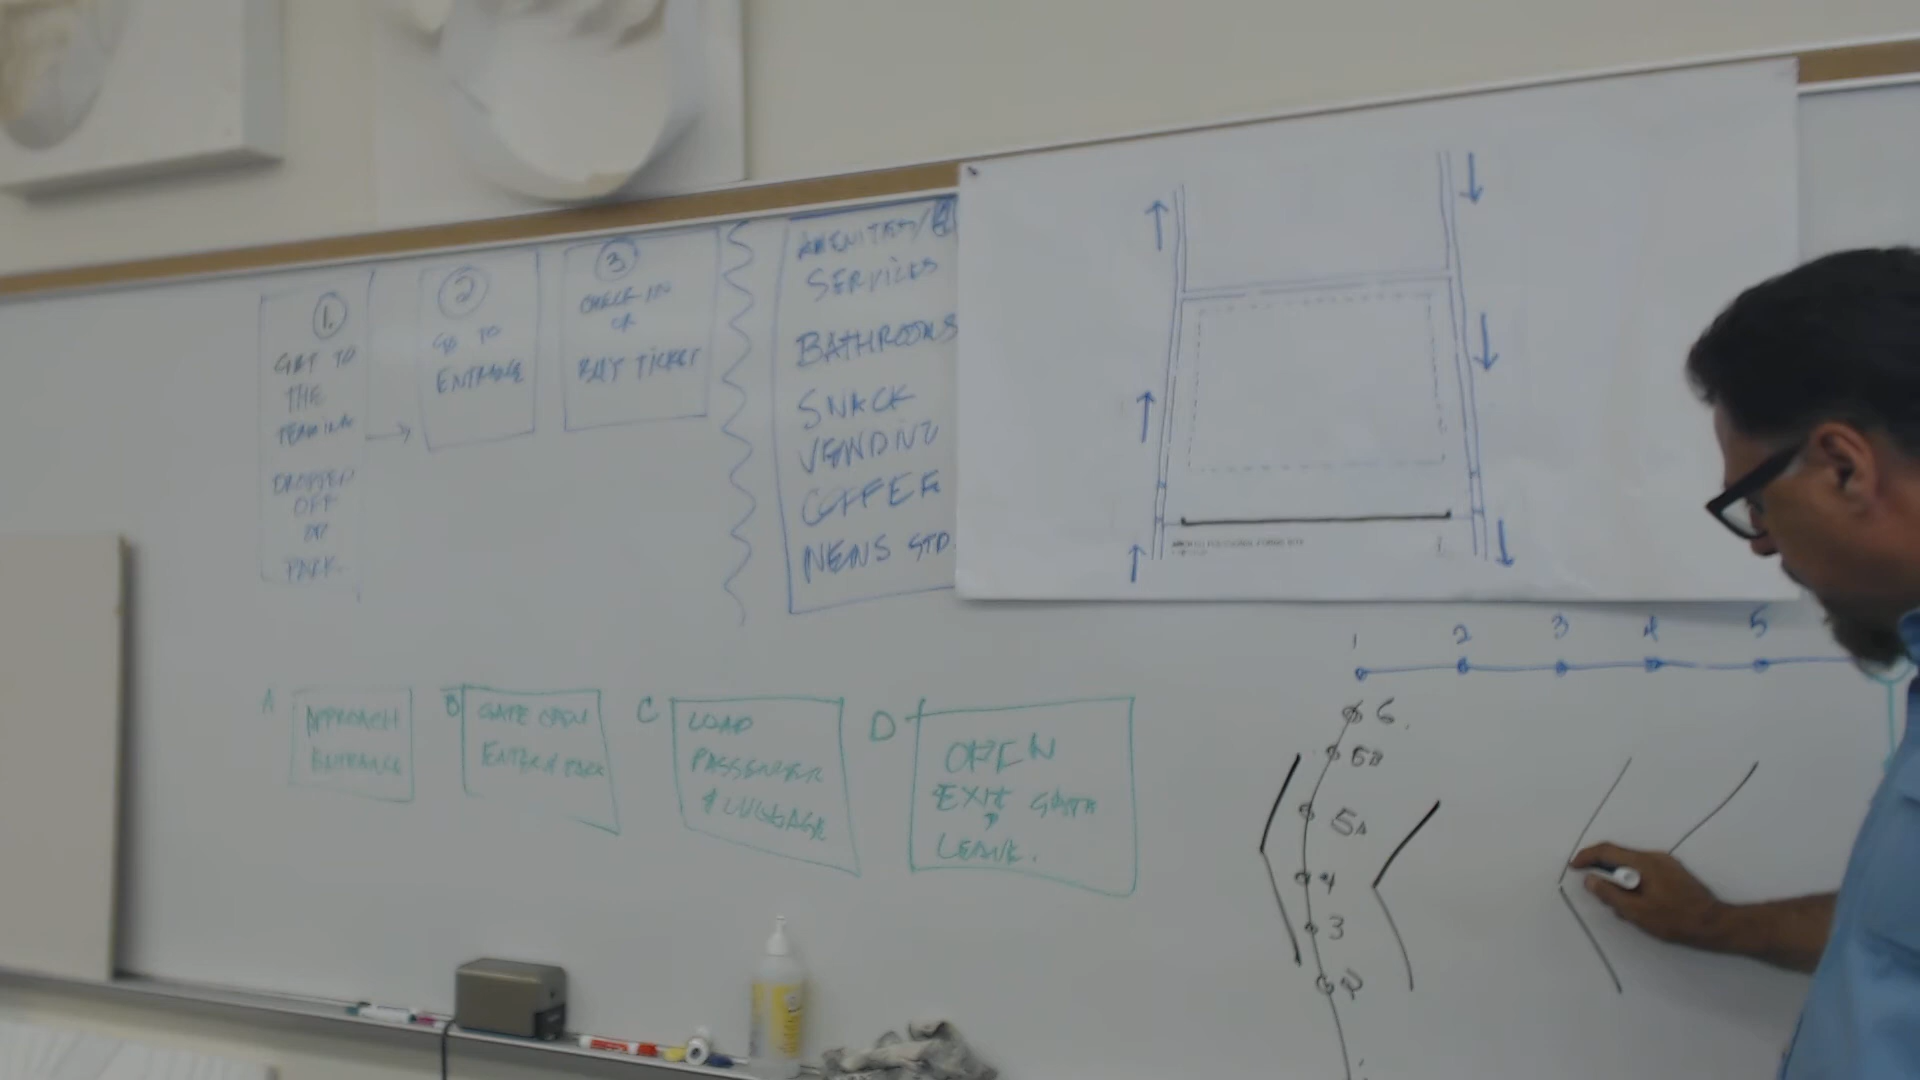 1.
GET TO
THE
TERMINAL
DROPPED
OFF
OR
PARK.
2
GO TO
ENTRANCE
3
CHECK IN
OR
BUY TICKET
AMENITIES/
SERVICES
BATHROOMS
SNACK
VENDING
COFFEE
NEWS STD.
1 2 3 4 5
A
APPROACH
ENTRANCE
B
GATE OPEN
ENTER
C
LOAD
PASSENGER
& LUGGAGE
D
OPEN
EXIT GATE
LEAVE.
6.
5B
5A
4
3
2